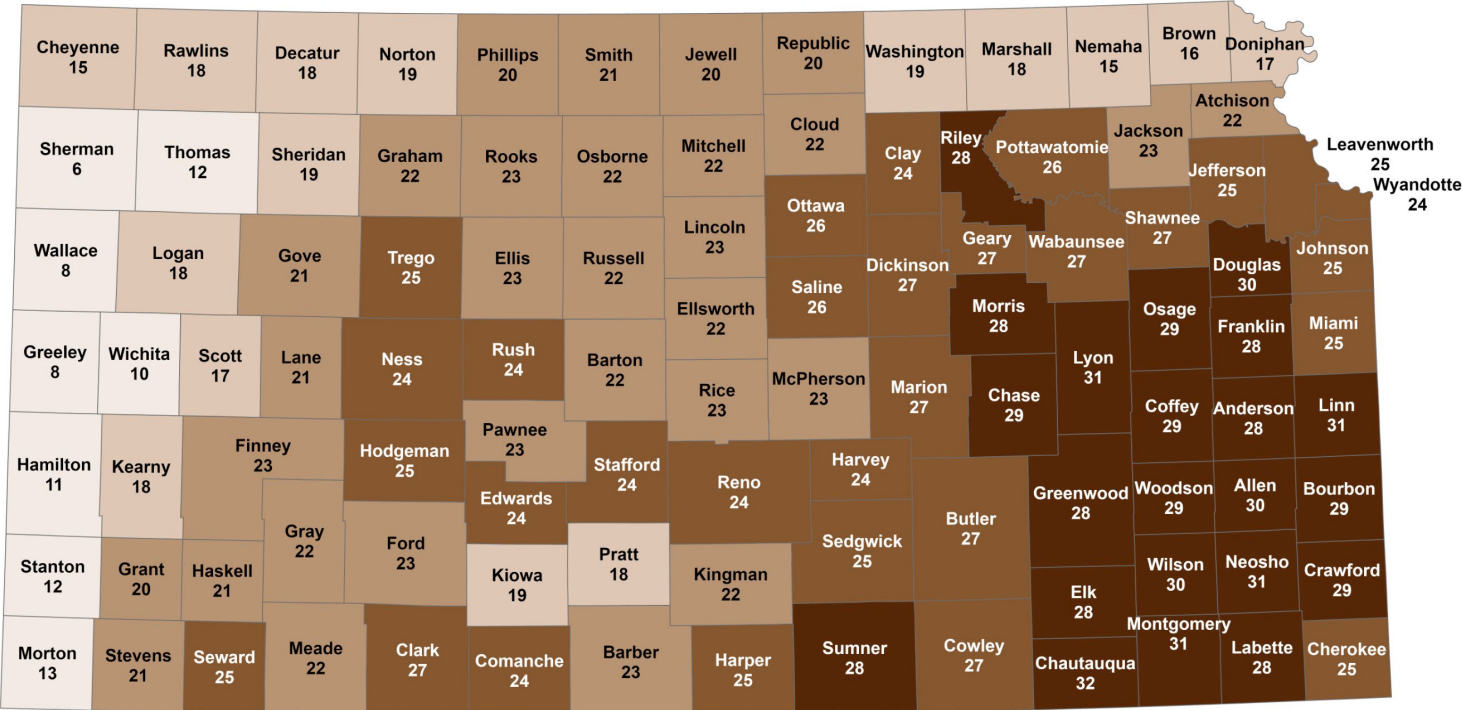 Cheyenne
15
Rawlins
18
Decatur
18
Norton
19
Phillips
20
Smith
21
Jewell
20
Republic
20
Washington
19
Marshall
18
Nemaha
15
Brown
16
Doniphan
17
Sherman
6
Thomas
12
Sheridan
19
Graham
22
Rooks
23
Osborne
22
Mitchell
22
Cloud
22
Clay
24
Riley
28
Pottawatomie
26
Jackson
23
Atchison
22
Jefferson
25
Leavenworth
25
Wyandotte
24
Wallace
8
Logan
18
Gove
21
Trego
25
Ellis
23
Russell
22
Lincoln
23
Ottawa
26
Saline
26
Dickinson
27
Geary
27
Wabaunsee
27
Shawnee
27
Douglas
30
Johnson
25
Greeley
8
Wichita
10
Scott
17
Lane
21
Ness
24
Rush
24
Barton
22
Ellsworth
22
Rice
23
McPherson
23
Marion
27
Morris
28
Chase
29
Lyon
31
Osage
29
Franklin
28
Miami
25
Coffey
29
Anderson
28
Linn
31
Hamilton
11
Kearny
18
Finney
23
Hodgeman
25
Pawnee
23
Edwards
24
Stafford
24
Reno
24
Harvey
24
Sedgwick
25
Butler
27
Greenwood
28
Woodson
29
Allen
30
Bourbon
29
Gray
22
Ford
23
Kiowa
19
Pratt
18
Kingman
22
Stanton
12
Grant
20
Haskell
21
Elk
28
Wilson
30
Neosho
31
Crawford
29
Morton
13
Stevens
21
Seward
25
Meade
22
Clark
27
Comanche
24
Barber
23
Harper
25
Sumner
28
Cowley
27
Chautauqua
32
Montgomery
31
Labette
28
Cherokee
25